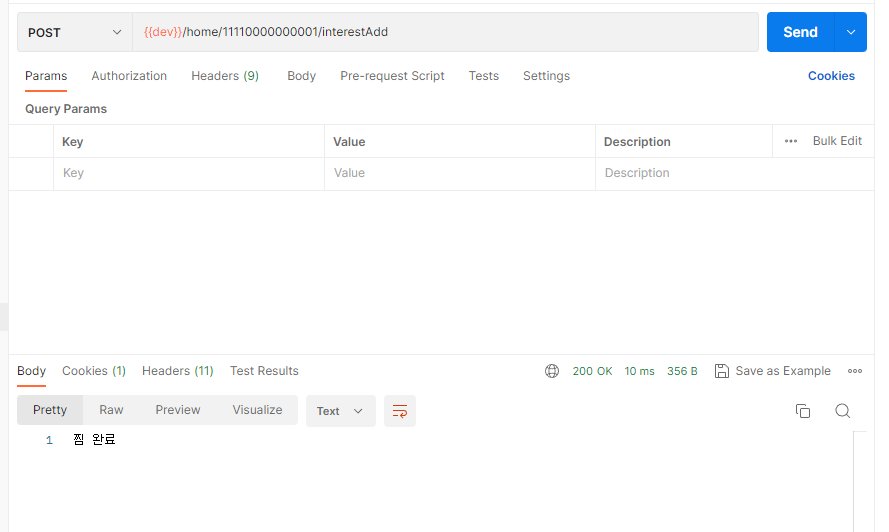 POST {{dev}}/home/11110000000001/interestAdd Send
Params Authorization Headers (9) Body Pre-request Script Tests Settings Cookies
Query Params
Key Value Description ••• Bulk Edit
Key Value Description
Body Cookies (1) Headers (11) Test Results 200 OK 10 ms 356 B Save as Example •••
Pretty Raw Preview Visualize Text
1 찜 완료